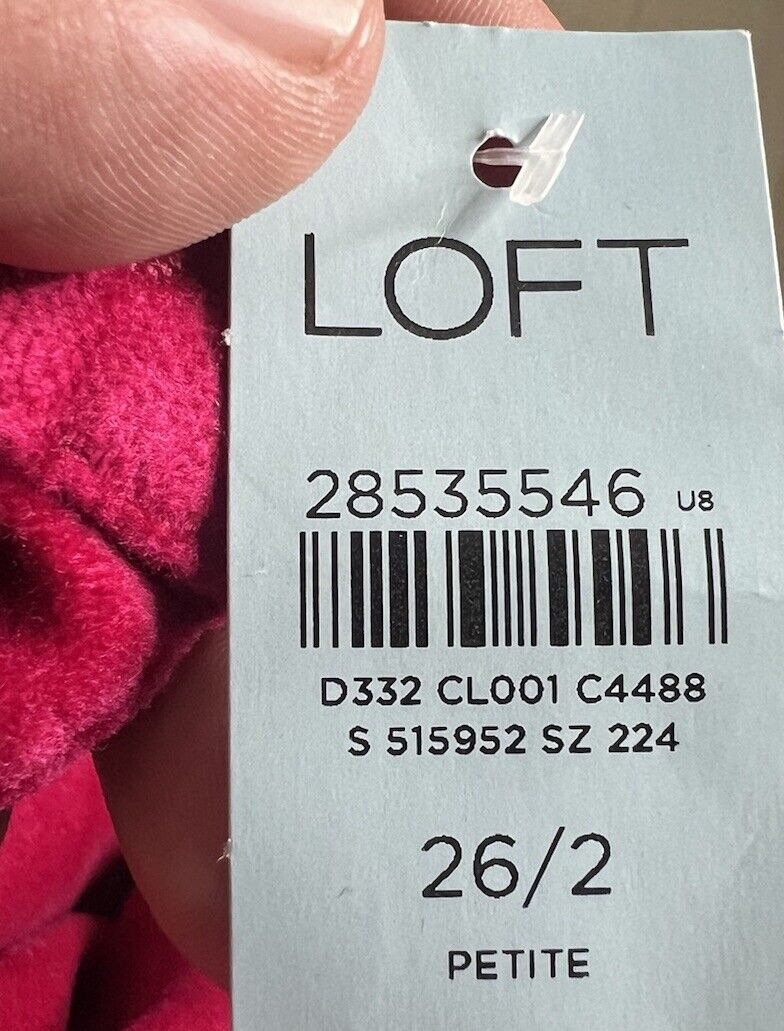 LOFT
28535546 U8
D332 CL001 C4488
S 515952 SZ 224
26/2
PETITE